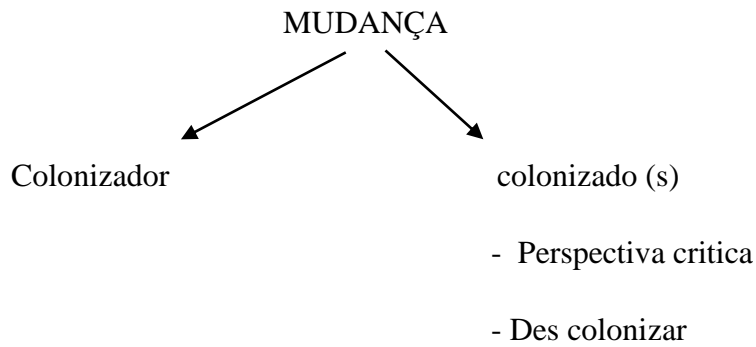 MUDANÇA
Colonizador colonizado (s)
- Perspectiva critica
- Des colonizar